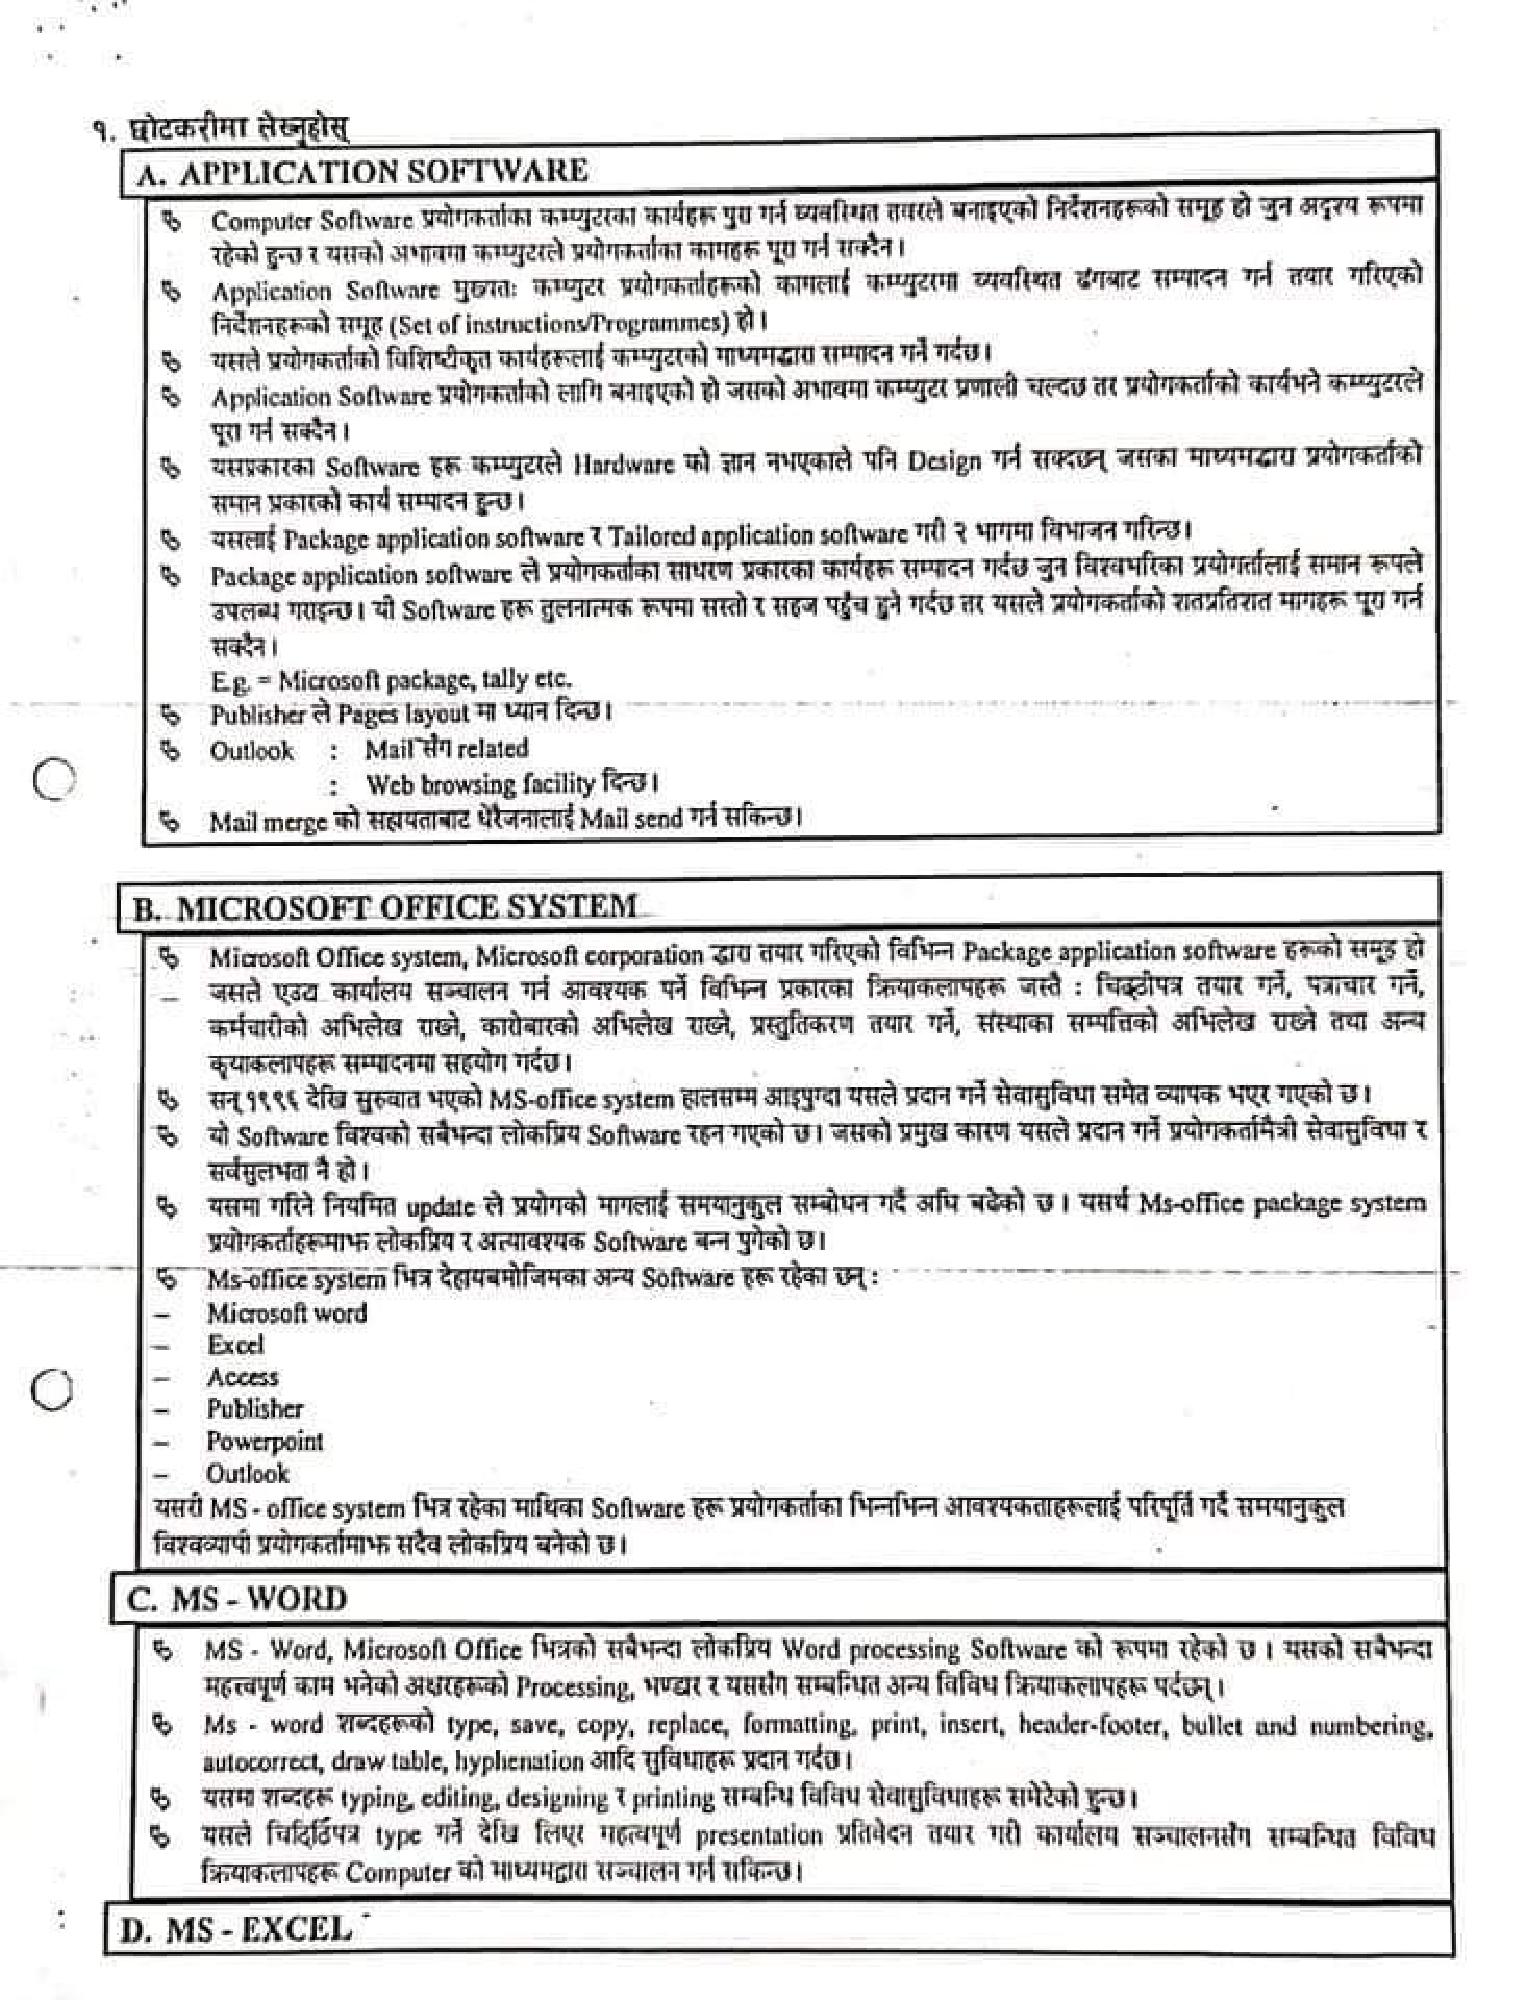 १. छोटकरीमा लेख्नुहोस्
A. APPLICATION SOFTWARE
Computer Software प्रयोगकर्ताका कम्प्युटरका कार्यहरू पुरा गर्न व्यवस्थित तवरले बनाइएको निर्देशनहरूको समूह हो जुन अदृश्य रूपमा
रहेको हुन्छ र यसको अभावमा कम्प्युटरले प्रयोगकर्ताका कामहरू पूरा गर्न सक्दैन।
Application Software मुख्यतः कम्प्युटर प्रयोगकर्ताहरूको कामलाई कम्प्युटरमा व्यवस्थित ढंगबाट सम्पादन गर्न तयार गरिएको
निर्देशनहरूको समूह (Set of instructions/Programmes) हो।
यसले प्रयोगकर्ताको विशिष्टीकृत कार्यहरूलाई कम्प्युटरको माध्यमद्वारा सम्पादन गर्ने गर्दछ।
Application Software प्रयोगकर्ताको लागि बनाइएको हो जसको अभावमा कम्प्युटर प्रणाली चल्दछ तर प्रयोगकर्ताको कार्यभने कम्प्युटरले
पूरा गर्न सक्दैन।
यसप्रकारका Software हरू कम्प्युटरले Hardware को ज्ञान नभएकाले पनि Design गर्न सक्दछन् जसका माध्यमद्वारा प्रयोगकर्ताको
समान प्रकारको कार्य सम्पादन हुन्छ।
यसलाई Package application software र Tailored application software गरी २ भागमा विभाजन गरिन्छ।
Package application software ले प्रयोगकर्ताका साधरण प्रकारका कार्यहरू सम्पादन गर्दछ जुन विश्वभरिका प्रयोगर्तालाई समान रूपले
उपलब्ध गराइन्छ। यी Software हरू तुलनात्मक रूपमा सस्तो र सहज पहुँच हुने गर्दछ तर यसले प्रयोगकर्ताको शतप्रतिशत मागहरू पूरा गर्न
सक्दैन।
E.g. = Microsoft package, tally etc.
Publisher ले Pages layout मा ध्यान दिन्छ।
Outlook : Mail सँग related
: Web browsing facility दिन्छ।
Mail merge को सहायताबाट धेरैजनालाई Mail send गर्न सकिन्छ।
B. MICROSOFT OFFICE SYSTEM
Microsoft Office system, Microsoft corporation द्धारा तयार गरिएको विभिन्न Package application software हरूको समूह हो
जसले एउटा कार्यालय सञ्चालन गर्न आवश्यक पर्ने विभिन्न प्रकारका क्रियाकलापहरू जस्तै : चिठ्ठीपत्र तयार गर्ने, पत्राचार गर्ने,
कर्मचारीको अभिलेख राख्ने, कारोबारको अभिलेख राख्ने, प्रस्तुतिकरण तयार गर्ने, संस्थाका सम्पत्तिको अभिलेख राख्ने तथा अन्य
कृयाकलापहरू सम्पादनमा सहयोग गर्दछ।
सन् १९९६ देखि सुरुवात भएको MS-office system हालसम्म आइपुग्दा यसले प्रदान गर्ने सेवासुविधा समेत व्यापक भएर गएको छ।
यो Software विश्वको सबैभन्दा लोकप्रिय Software रहन गएको छ। जसको प्रमुख कारण यसले प्रदान गर्ने प्रयोगकर्तामैत्री सेवासुविधा र
सर्वसुलभता नै हो।
यसमा गरिने नियमित update ले प्रयोगको मागलाई समयानुकुल सम्बोधन गर्दै अघि बढेको छ। यसर्थ Ms-office package system
प्रयोगकर्ताहरूमाझ लोकप्रिय र अत्यावश्यक Software बन्न पुगेको छ।
Ms-office system भित्र देहायबमोजिमका अन्य Software हरू रहेका छन् :
– Microsoft word
– Excel
– Access
– Publisher
– Powerpoint
– Outlook
यसरी MS - office system भित्र रहेका माथिका Software हरू प्रयोगकर्ताका भिन्नभिन्न आवश्यकताहरूलाई परिपूर्ति गर्दै समयानुकुल
विश्वव्यापी प्रयोगकर्तामाझ सदैव लोकप्रिय बनेको छ।
C. MS - WORD
MS - Word, Microsoft Office भित्रको सबैभन्दा लोकप्रिय Word processing Software को रूपमा रहेको छ। यसको सबैभन्दा
महत्त्वपूर्ण काम भनेको अक्षरहरूको Processing, भण्डार र यससँग सम्बन्धित अन्य विविध क्रियाकलापहरू पर्दछन्।
Ms - word शब्दहरूको type, save, copy, replace, formatting, print, insert, header-footer, bullet and numbering,
autocorrect, draw table, hyphenation आदि सुविधाहरू प्रदान गर्दछ।
यसमा शब्दहरू typing, editing, designing र printing सम्बन्धि विविध सेवासुविधाहरू समेटेको हुन्छ।
यसले चिठ्ठिपत्र type गर्ने देखि लिएर महत्वपूर्ण presentation प्रतिवेदन तयार गरी कार्यालय सञ्चालनसँग सम्बन्धित विविध
क्रियाकलापहरू Computer को माध्यमद्वारा सञ्चालन गर्न सकिन्छ।
D. MS - EXCEL